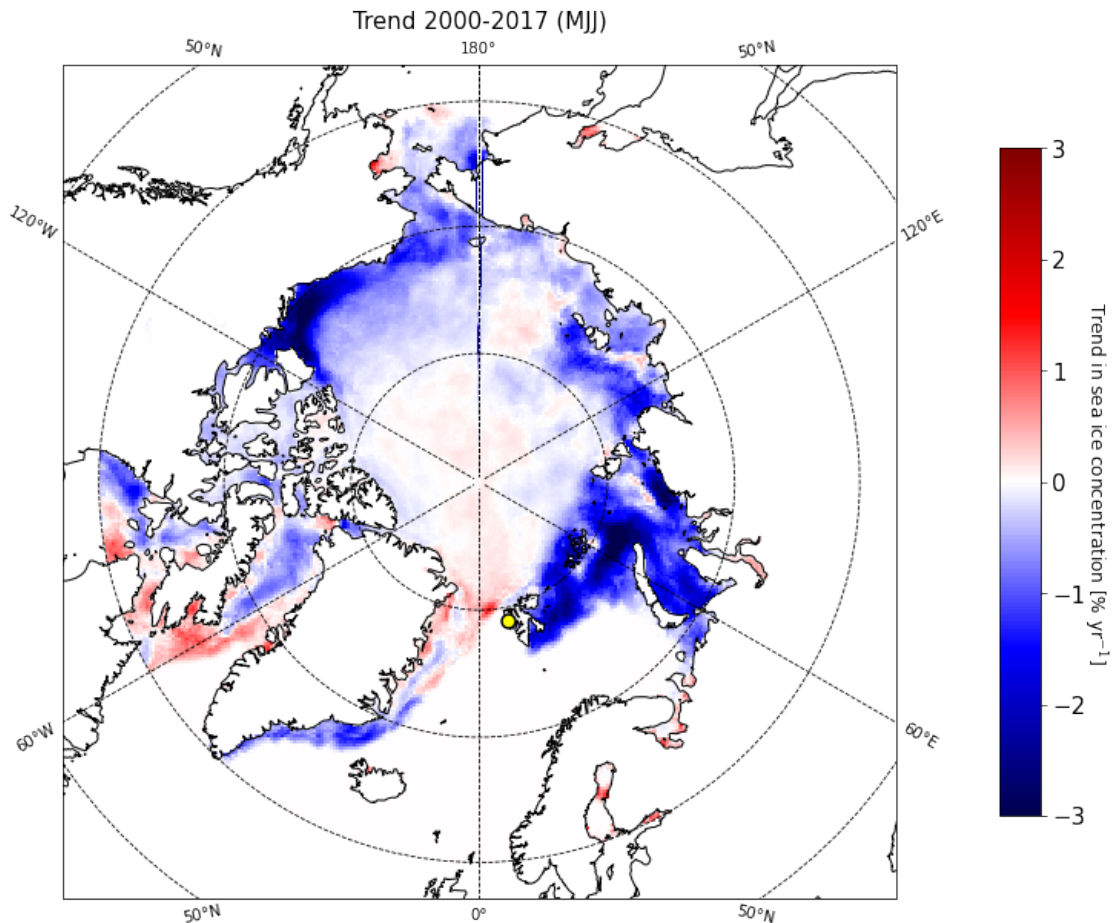 Trend 2000-2017 (MJJ)
50°N
180°
50°N
120°W
120°E
60°W
60°E
50°N
0°
50°N
3
2
1
0
−1
−2
−3
Trend in sea ice concentration [% yr⁻¹]